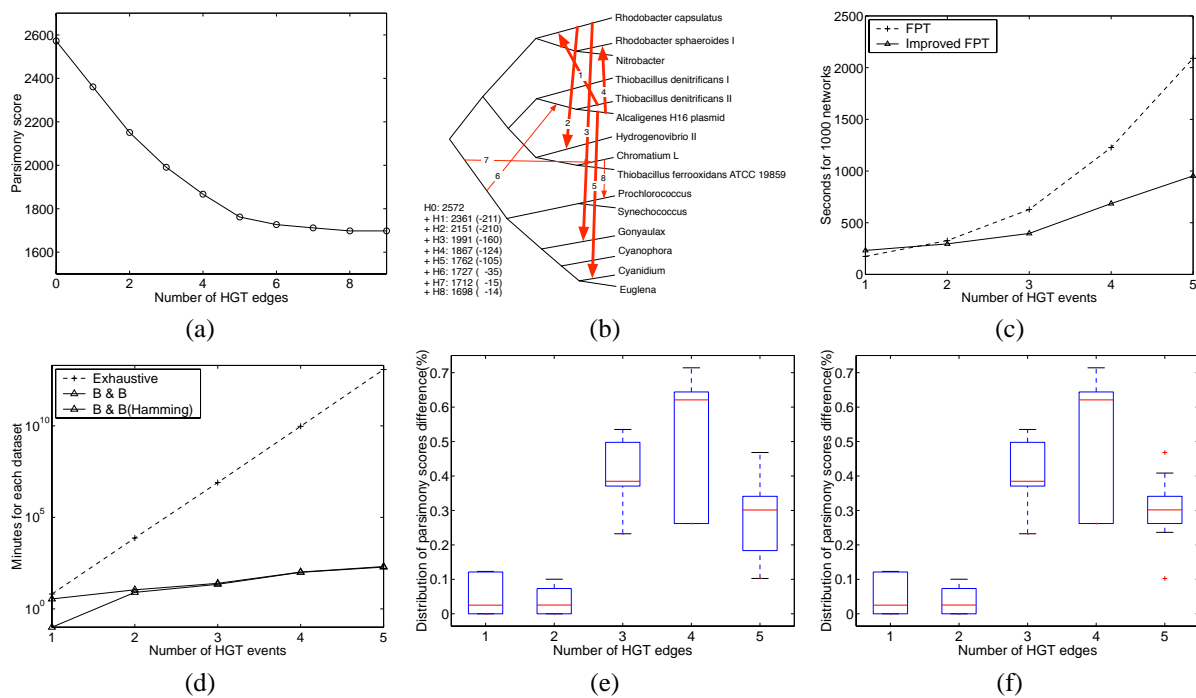 2800
2600
2400
2200
2000
1800
1600
0 2 4 6 8
Parsimony score
Number of HGT edges
(a)
Rhodobacter capsulatus
Rhodobacter sphaeroides I
Nitrobacter
Thiobacillus denitrificans I
Thiobacillus denitrificans II
Alcaligenes H16 plasmid
Hydrogenovibrio II
Chromatium L
Thiobacillus ferrooxidans ATCC 19859
Prochlorococcus
Synechococcus
Gonyaulax
Cyanophora
Cyanidium
Euglena
1
4
2
3
7
6
8
5
H0: 2572
+ H1: 2361 (-211)
+ H2: 2151 (-210)
+ H3: 1991 (-160)
+ H4: 1867 (-124)
+ H5: 1762 (-105)
+ H6: 1727 ( -35)
+ H7: 1712 ( -15)
+ H8: 1698 ( -14)
(b)
FPT
Improved FPT
2500
2000
1500
1000
500
0
1 2 3 4 5
Seconds for 1000 networks
Number of HGT events
(c)
Exhaustive
B & B
B & B(Hamming)
10^10
10^5
10^0
1 2 3 4 5
Minutes for each dataset
Number of HGT events
(d)
0.7
0.6
0.5
0.4
0.3
0.2
0.1
0
1 2 3 4 5
Distribution of parsimony scores difference(%)
Number of HGT edges
(e)
0.7
0.6
0.5
0.4
0.3
0.2
0.1
0
1 2 3 4 5
Distribution of parsimony scores difference(%)
Number of HGT edges
(f)